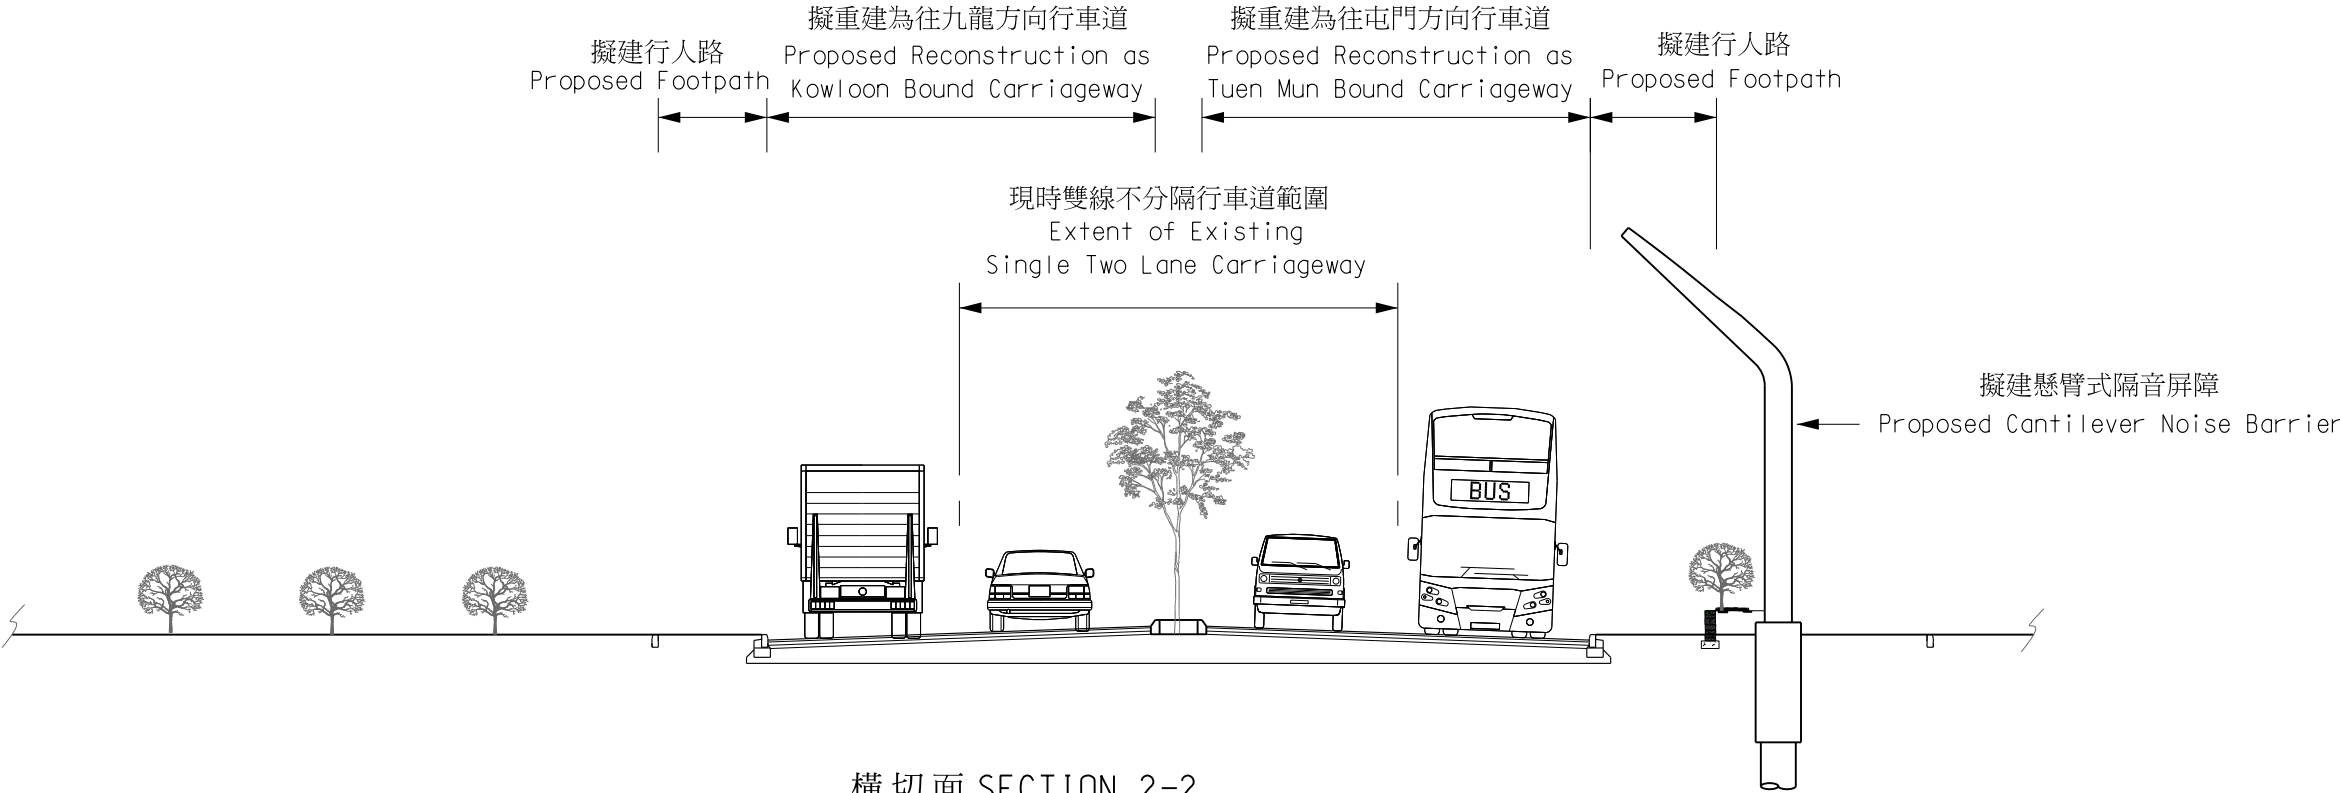 擬建行人路
Proposed Footpath
擬重建為往九龍方向行車道
Proposed Reconstruction as
Kowloon Bound Carriageway
擬重建為往屯門方向行車道
Proposed Reconstruction as
Tuen Mun Bound Carriageway
擬建行人路
Proposed Footpath
現時雙線不分隔行車道範圍
Extent of Existing
Single Two Lane Carriageway
擬建懸臂式隔音屏障
Proposed Cantilever Noise Barrier
BUS
橫切面 SECTION 2-2